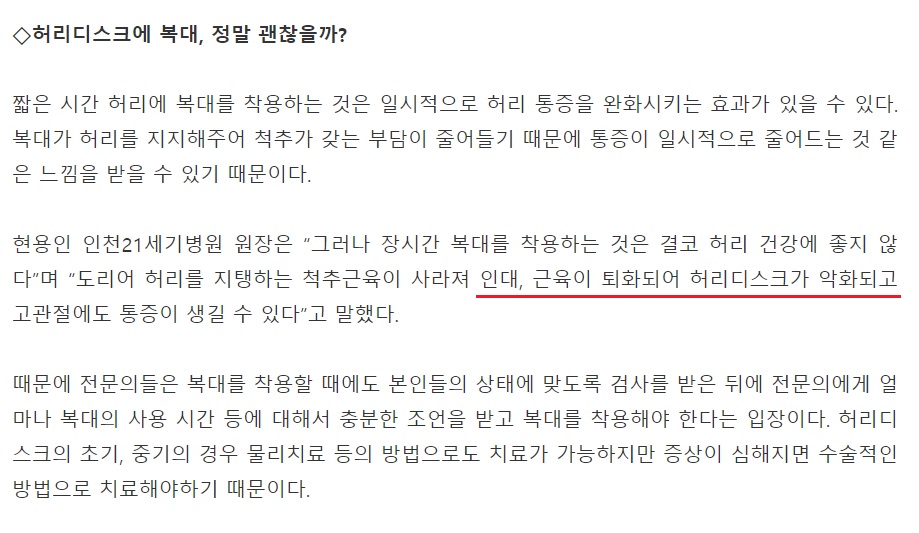 ◇허리디스크에 복대, 정말 괜찮을까?
짧은 시간 허리에 복대를 착용하는 것은 일시적으로 허리 통증을 완화시키는 효과가 있을 수 있다.
복대가 허리를 지지해주어 척추가 갖는 부담이 줄어들기 때문에 통증이 일시적으로 줄어드는 것 같
은 느낌을 받을 수 있기 때문이다.
현용인 인천21세기병원 원장은 “그러나 장시간 복대를 착용하는 것은 결코 허리 건강에 좋지 않
다”며 “도리어 허리를 지탱하는 척추근육이 사라져 인대, 근육이 퇴화되어 허리디스크가 악화되고
고관절에도 통증이 생길 수 있다”고 말했다.
때문에 전문의들은 복대를 착용할 때에도 본인들의 상태에 맞도록 검사를 받은 뒤에 전문의에게 얼
마나 복대의 사용 시간 등에 대해서 충분한 조언을 받고 복대를 착용해야 한다는 입장이다. 허리디
스크의 초기, 중기의 경우 물리치료 등의 방법으로도 치료가 가능하지만 증상이 심해지면 수술적인
방법으로 치료해야하기 때문이다.